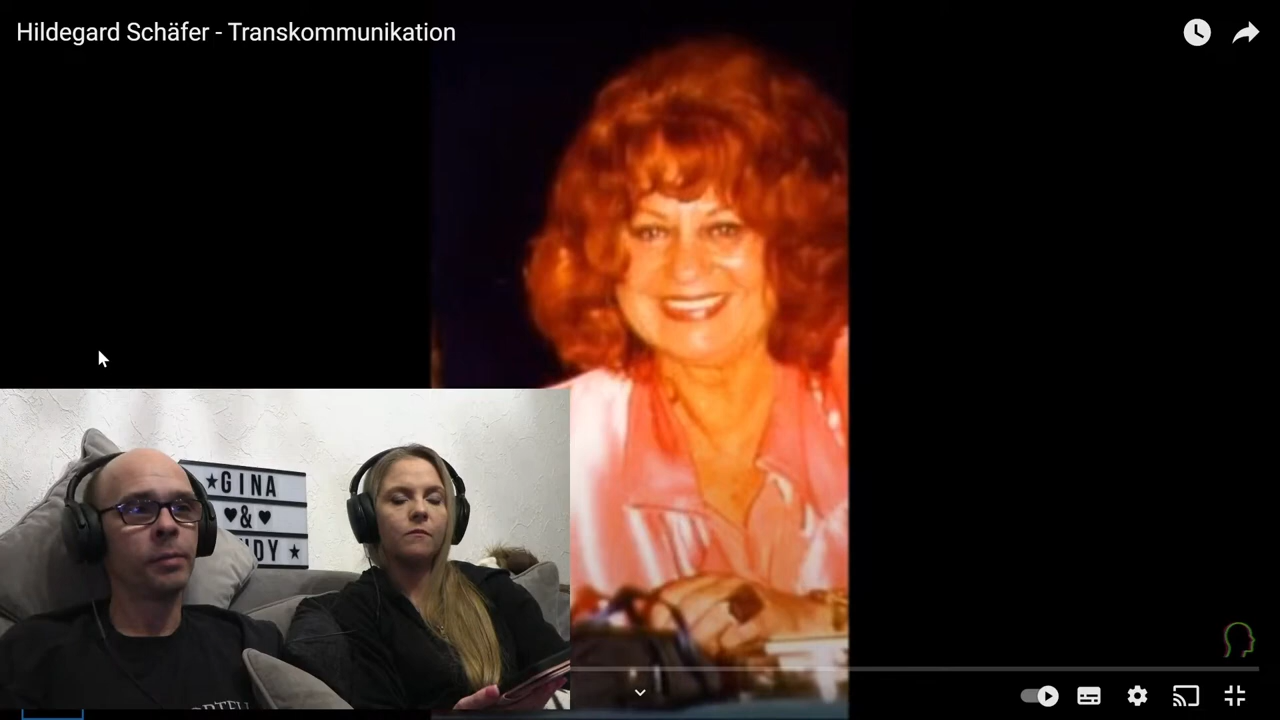 Hildegard Schäfer - Transkommunikation
★GINA
♥&♥
DY ★